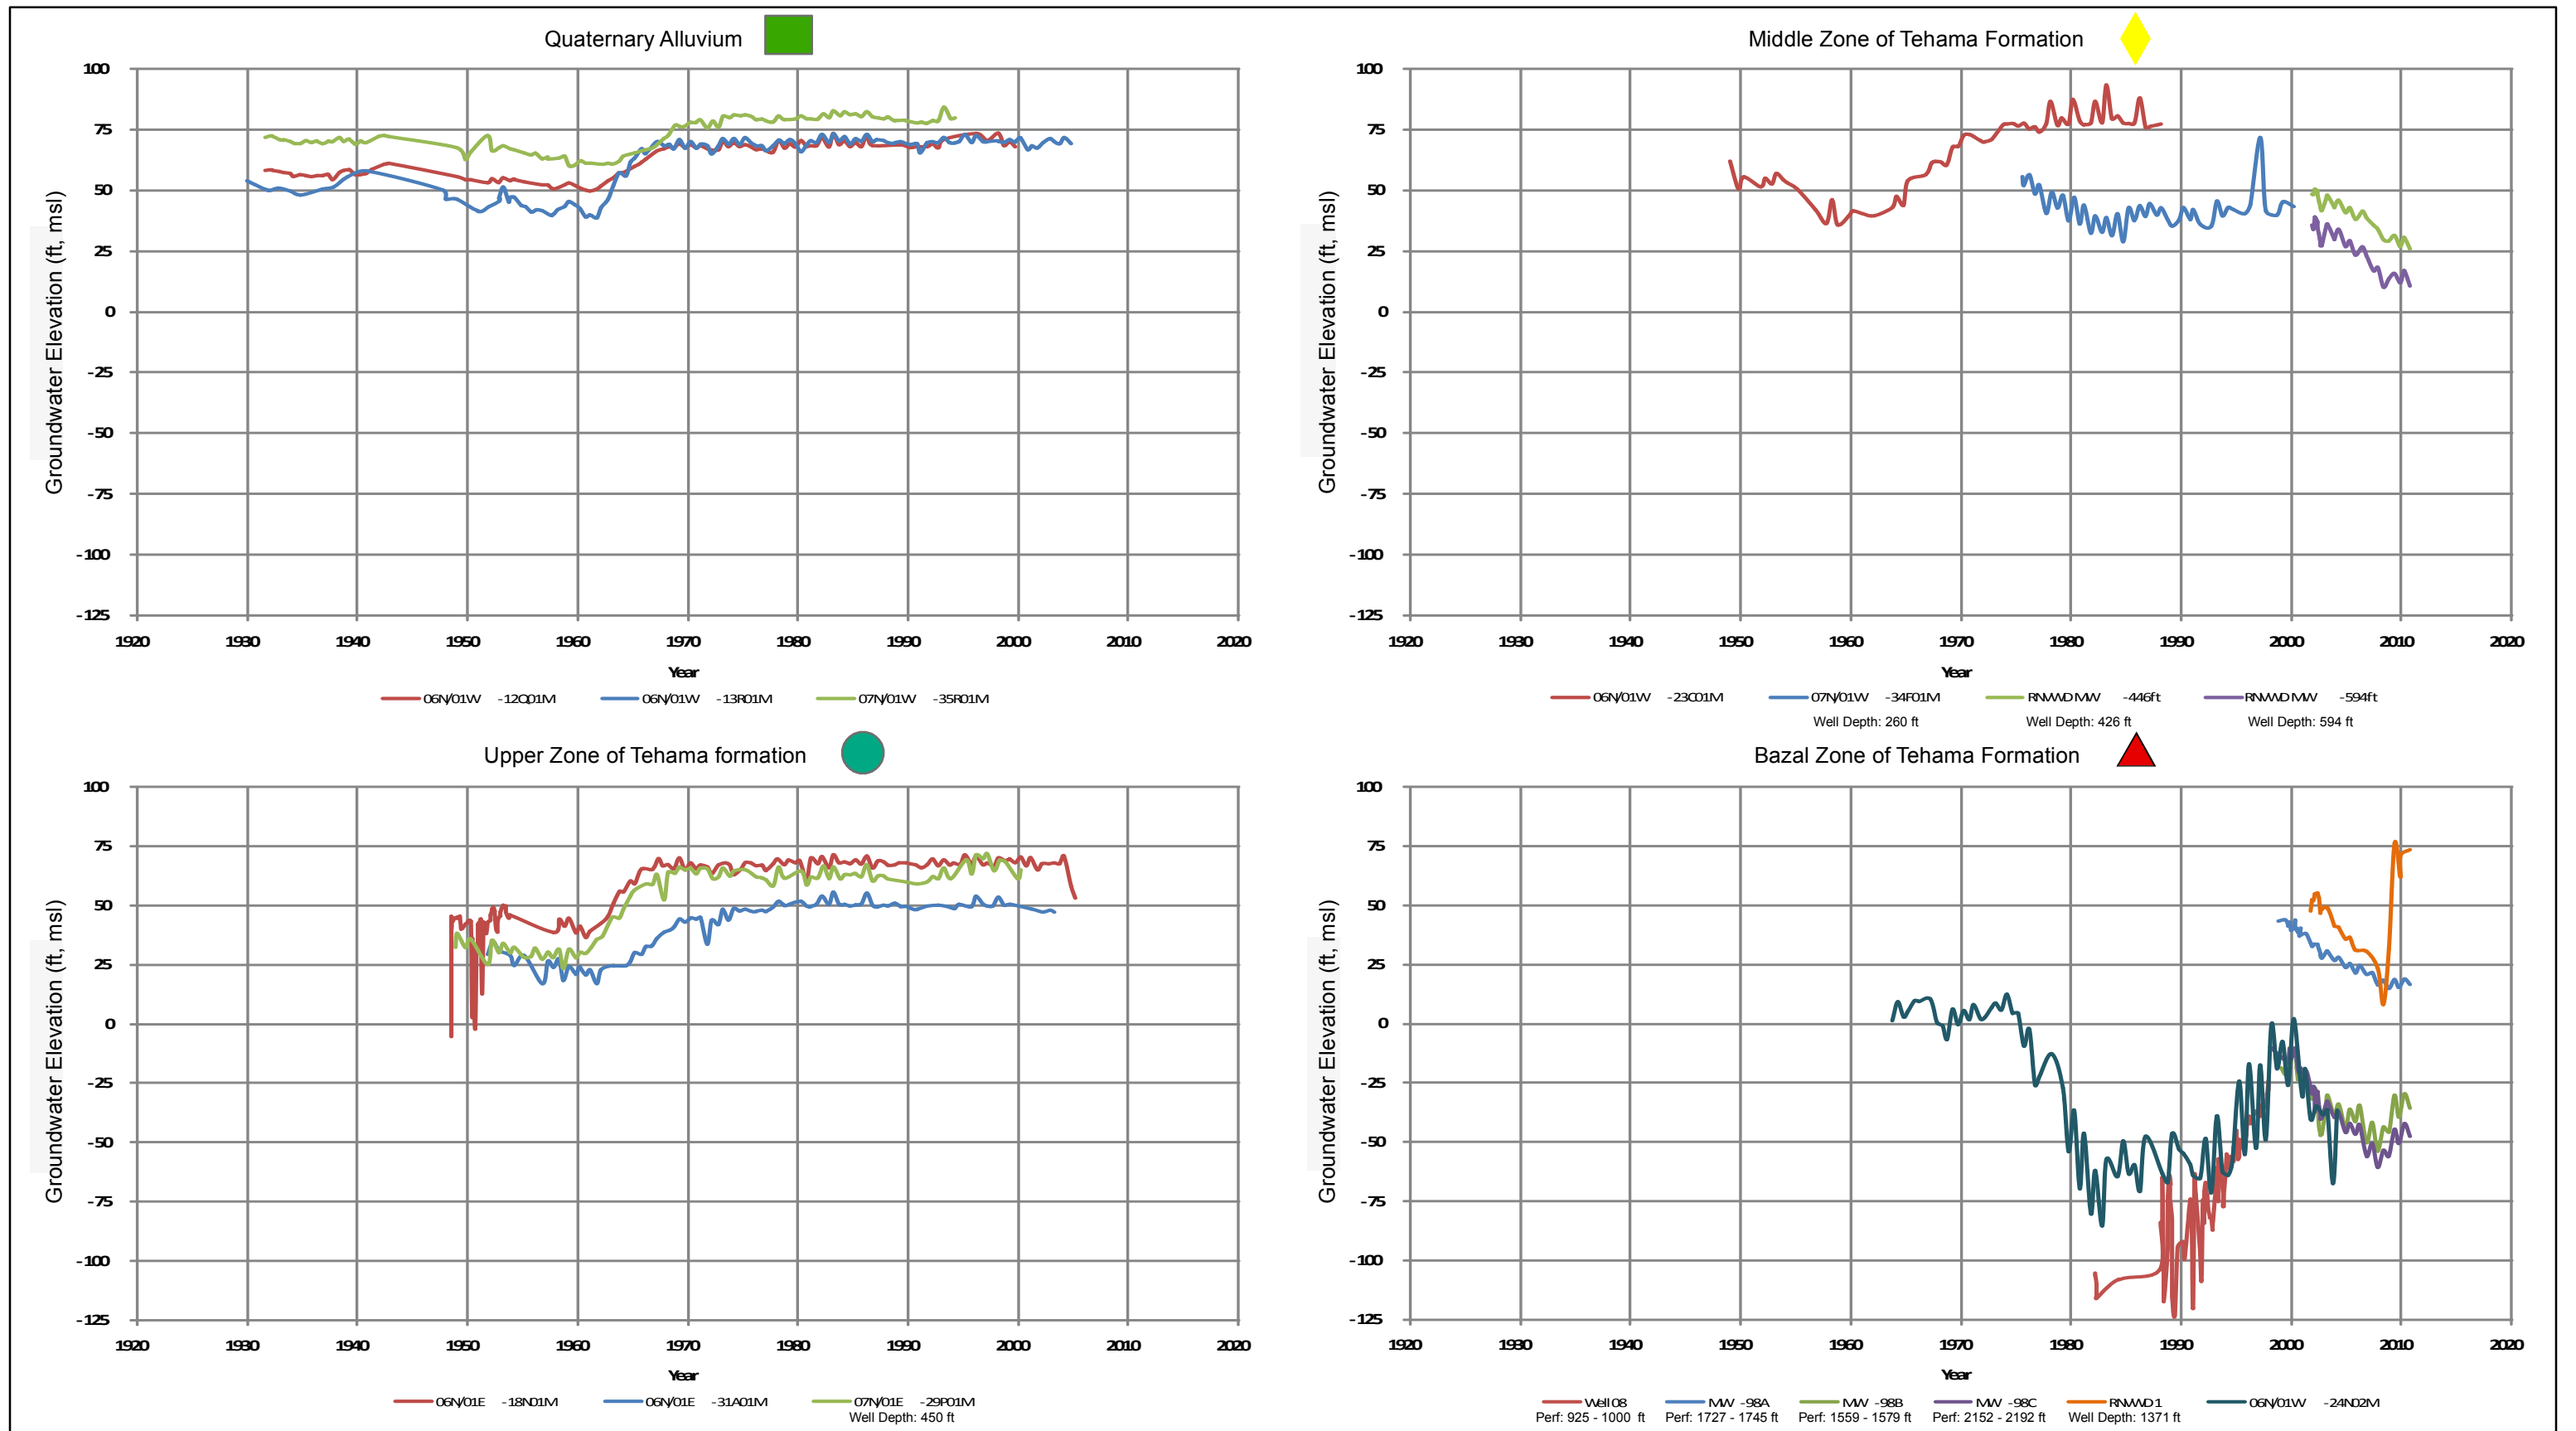 Quaternary Alluvium
100
75
50
25
0
-25
-50
-75
-100
-125
Groundwater Elevation (ft, msl)
1920 1930 1940 1950 1960 1970 1980 1990 2000 2010 2020
Year
06N/01W -12Q01M 06N/01W -13R01M 07N/01W -35R01M
Middle Zone of Tehama Formation
100
75
50
25
0
-25
-50
-75
-100
-125
Groundwater Elevation (ft, msl)
1920 1930 1940 1950 1960 1970 1980 1990 2000 2010 2020
Year
06N/01W -23C01M 07N/01W -34F01M RNWD MW -446ft RNWD MW -594ft
Well Depth: 260 ft Well Depth: 426 ft Well Depth: 594 ft
Upper Zone of Tehama formation
100
75
50
25
0
-25
-50
-75
-100
-125
Groundwater Elevation (ft, msl)
1920 1930 1940 1950 1960 1970 1980 1990 2000 2010 2020
Year
06N/01E -18N01M 06N/01E -31A01M 07N/01E -29P01M
Well Depth: 450 ft
Bazal Zone of Tehama Formation
100
75
50
25
0
-25
-50
-75
-100
-125
Groundwater Elevation (ft, msl)
1920 1930 1940 1950 1960 1970 1980 1990 2000 2010 2020
Year
Well 08 MW -98A MW -98B MW -98C RNWD 1 06N/01W -24N02M
Perf: 925 - 1000 ft Perf: 1727 - 1745 ft Perf: 1559 - 1579 ft Perf: 2152 - 2192 ft Well Depth: 1371 ft